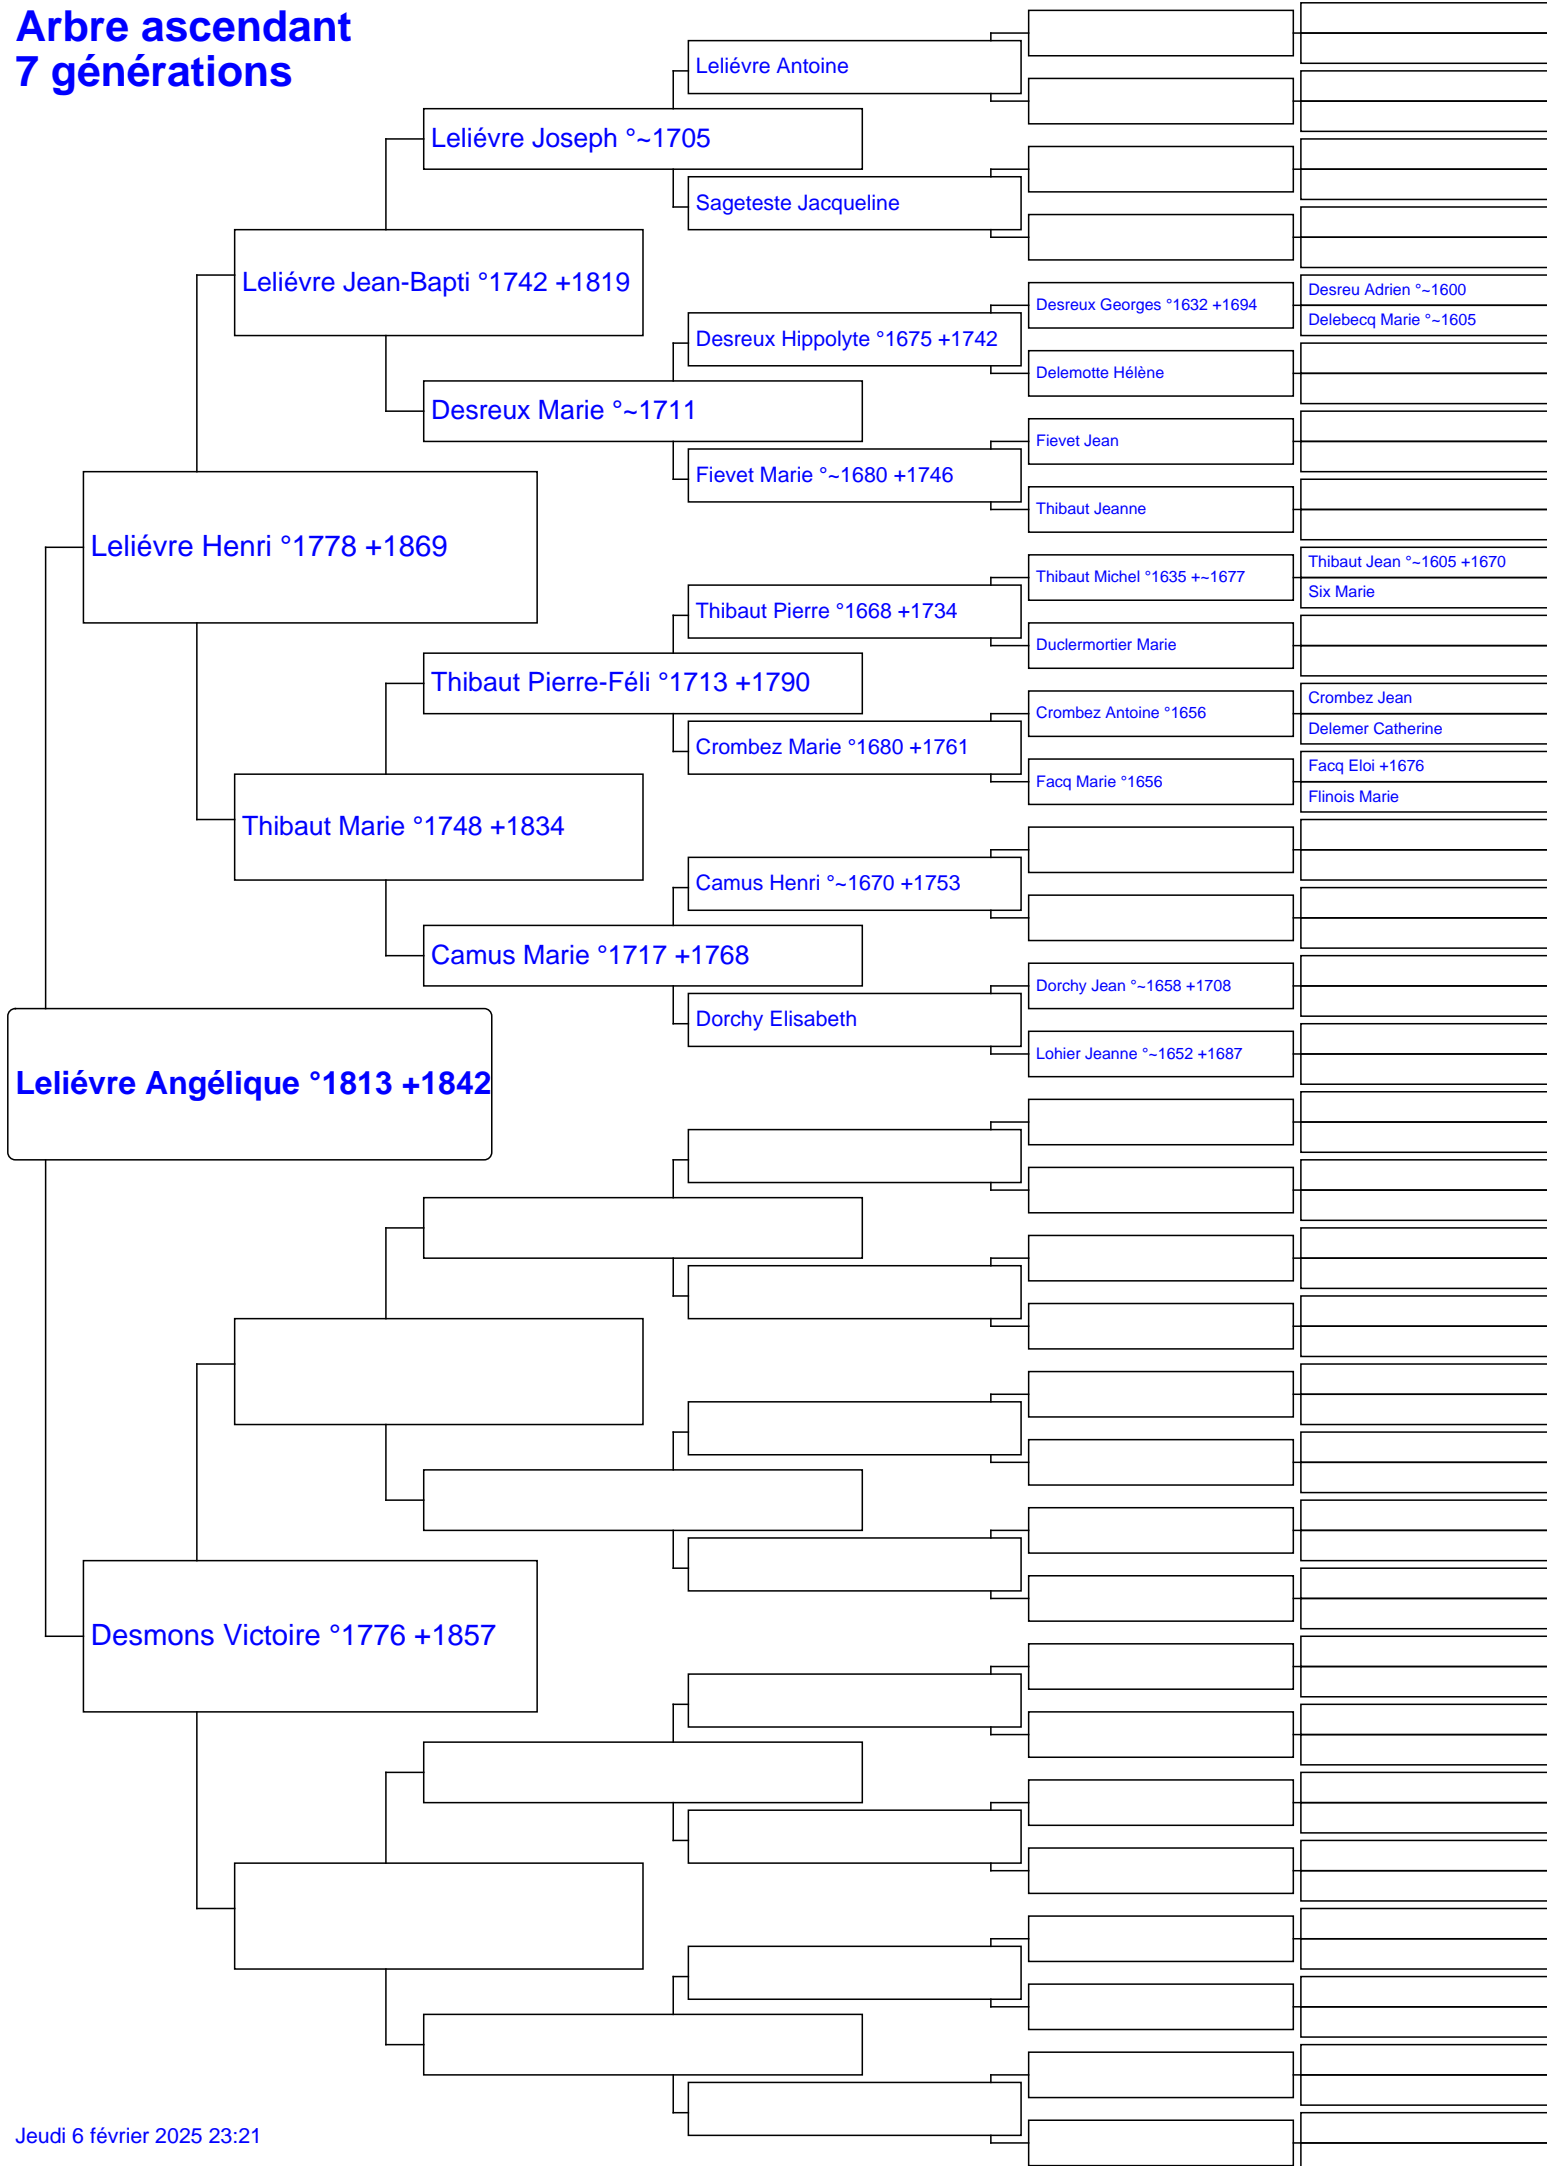 Arbre ascendant
7 générations
Leliévre Antoine
Leliévre Joseph °~1705
Sageteste Jacqueline
Leliévre Jean-Bapti °1742 +1819
Desreu Adrien °~1600
Desreux Georges °1632 +1694
Delebecq Marie °~1605
Desreux Hippolyte °1675 +1742
Delemotte Hélène
Desreux Marie °~1711
Fievet Jean
Fievet Marie °~1680 +1746
Thibaut Jeanne
Leliévre Henri °1778 +1869
Thibaut Jean °~1605 +1670
Thibaut Michel °1635 +~1677
Six Marie
Thibaut Pierre °1668 +1734
Duclermortier Marie
Thibaut Pierre-Féli °1713 +1790
Crombez Jean
Crombez Antoine °1656
Delemer Catherine
Crombez Marie °1680 +1761
Facq Eloi +1676
Facq Marie °1656
Flinois Marie
Thibaut Marie °1748 +1834
Camus Henri °~1670 +1753
Camus Marie °1717 +1768
Dorchy Jean °~1658 +1708
Dorchy Elisabeth
Lohier Jeanne °~1652 +1687
Leliévre Angélique °1813 +1842
Desmons Victoire °1776 +1857
Jeudi 6 février 2025 23:21